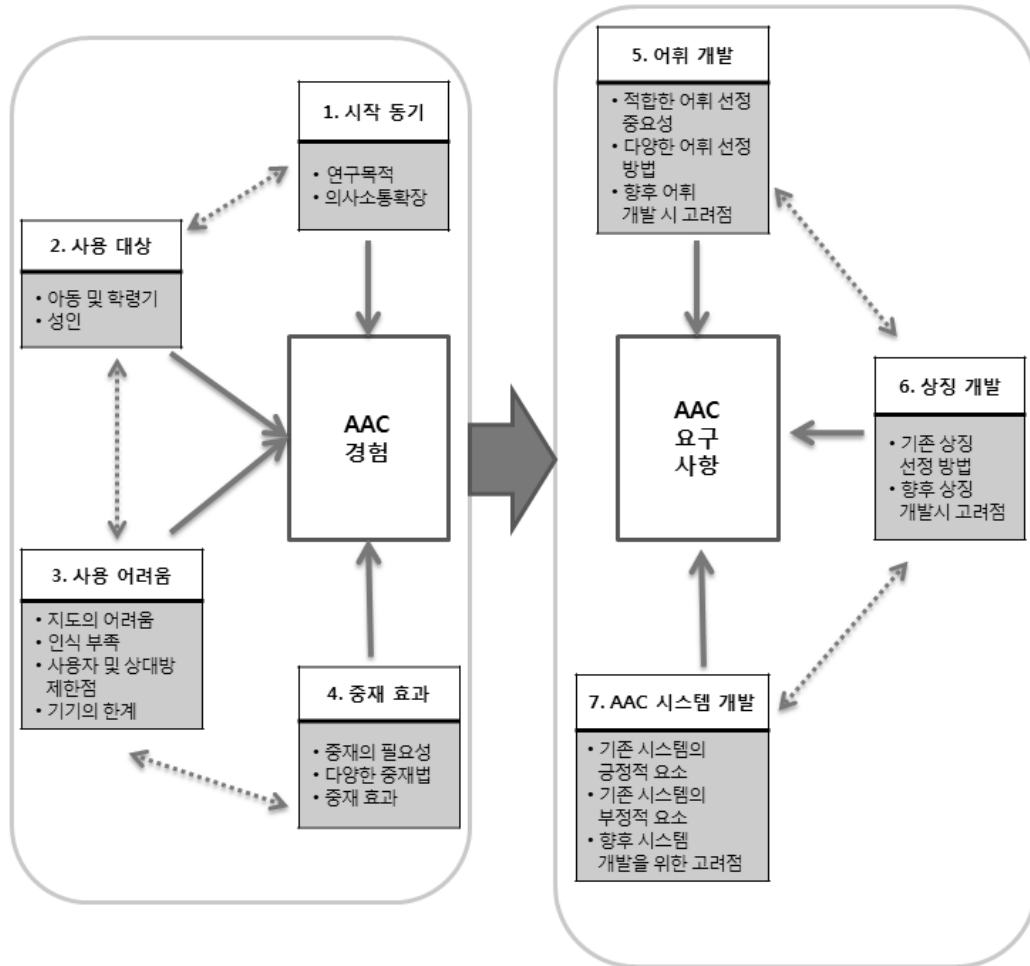 1. 시작 동기
• 연구목적
• 의사소통확장
2. 사용 대상
• 아동 및 학령기
• 성인
AAC
경험
3. 사용 어려움
• 지도의 어려움
• 인식 부족
• 사용자 및 상대방
제한점
• 기기의 한계
4. 중재 효과
• 중재의 필요성
• 다양한 중재법
• 중재 효과
5. 어휘 개발
• 적합한 어휘 선정
중요성
• 다양한 어휘 선정
방법
• 향후 어휘
개발 시 고려점
AAC
요구
사항
6. 상징 개발
• 기존 상징
선정 방법
• 향후 상징
개발시 고려점
7. AAC 시스템 개발
• 기존 시스템의
긍정적 요소
• 기존 시스템의
부정적 요소
• 향후 시스템
개발을 위한 고려점